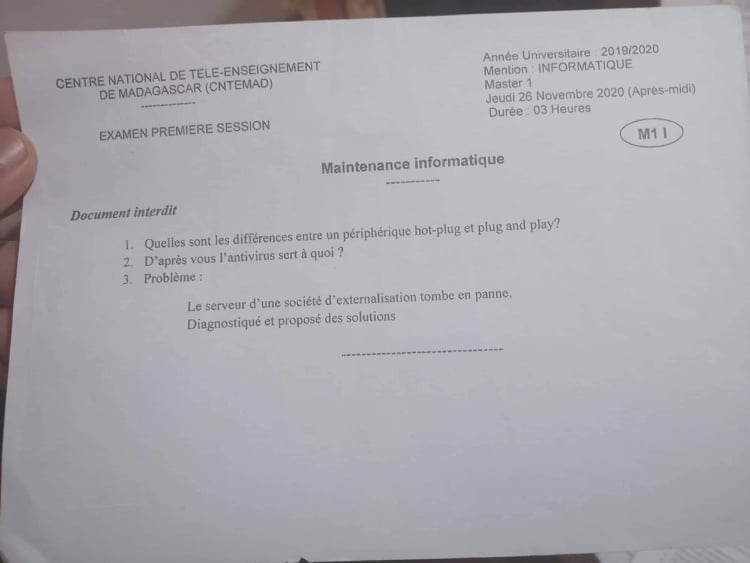 CENTRE NATIONAL DE TELE-ENSEIGNEMENT
DE MADAGASCAR (CNTEMAD)
--------------
EXAMEN PREMIERE SESSION
Année Universitaire : 2019/2020
Mention : INFORMATIQUE
Master 1
Jeudi 26 Novembre 2020 (Après-midi)
Durée : 03 Heures
M1 I
Maintenance informatique
-----------
Document interdit
1. Quelles sont les différences entre un périphérique hot-plug et plug and play?
2. D'après vous l'antivirus sert à quoi ?
3. Problème :
Le serveur d'une société d'externalisation tombe en panne.
Diagnostiqué et proposé des solutions
---------------------------------